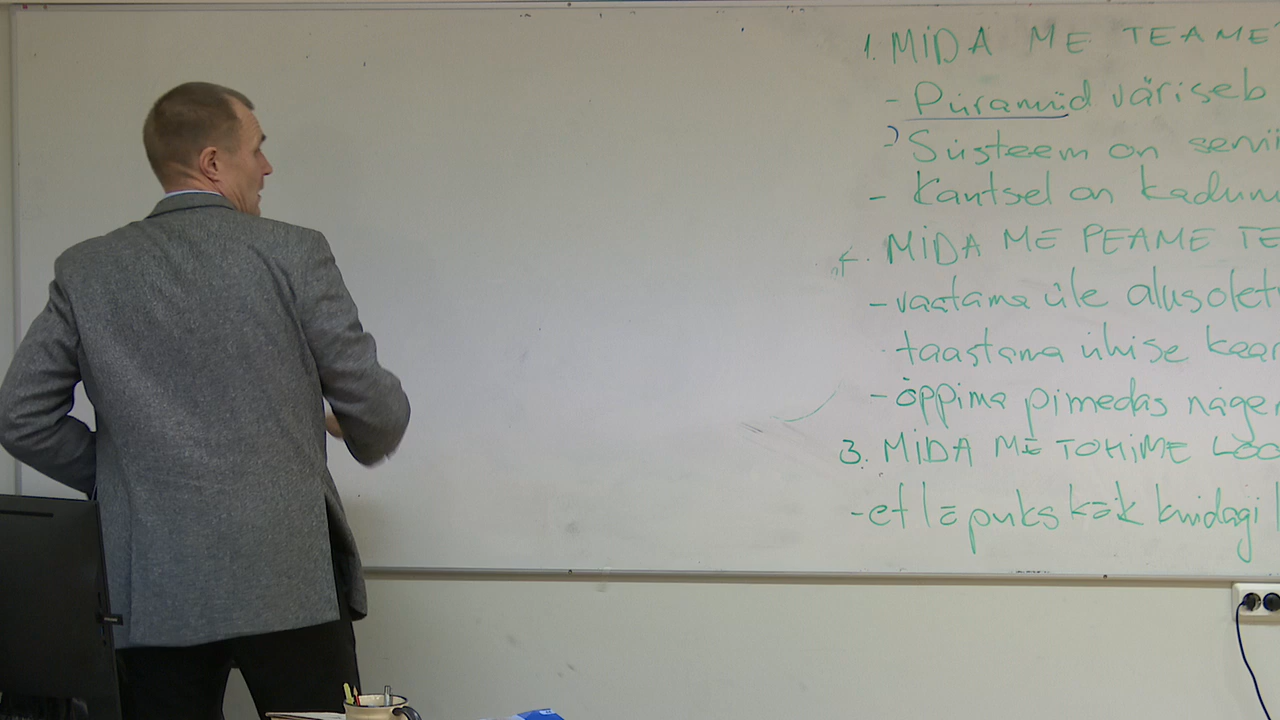 1. MIDA ME TEAME?
- Püramiid väriseb
Süsteem on
- Kantsel on
MIDA ME PEAME
- vaatama üle
taastama ühise
- õppima pimedas
3. MIDA ME TOHIME
- et lõpuks kõik kuidagi